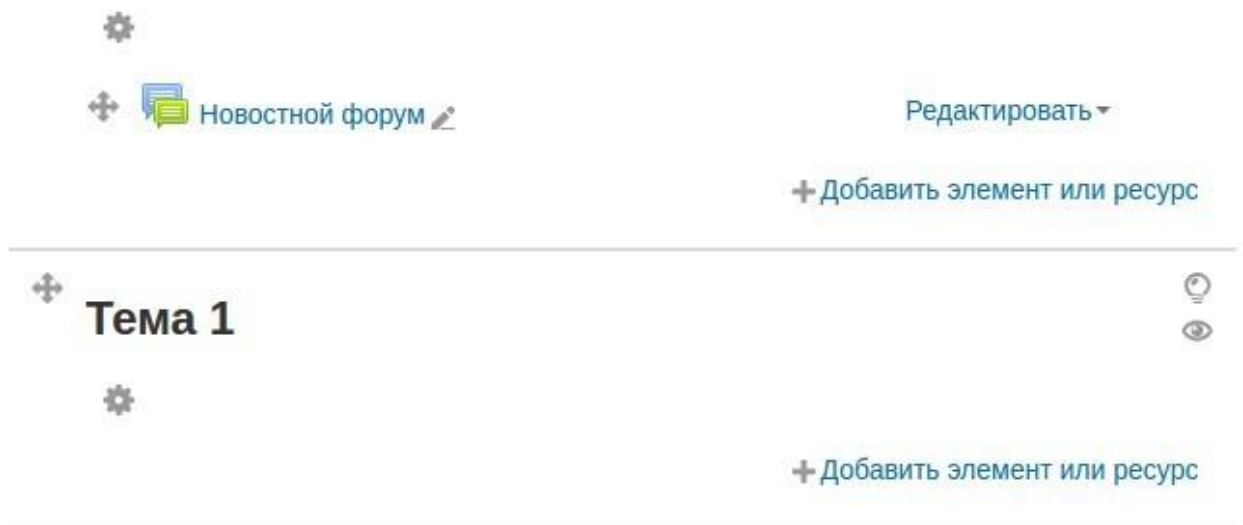 Новостной форум
Редактировать
Добавить элемент или ресурс
Тема 1
Добавить элемент или ресурс